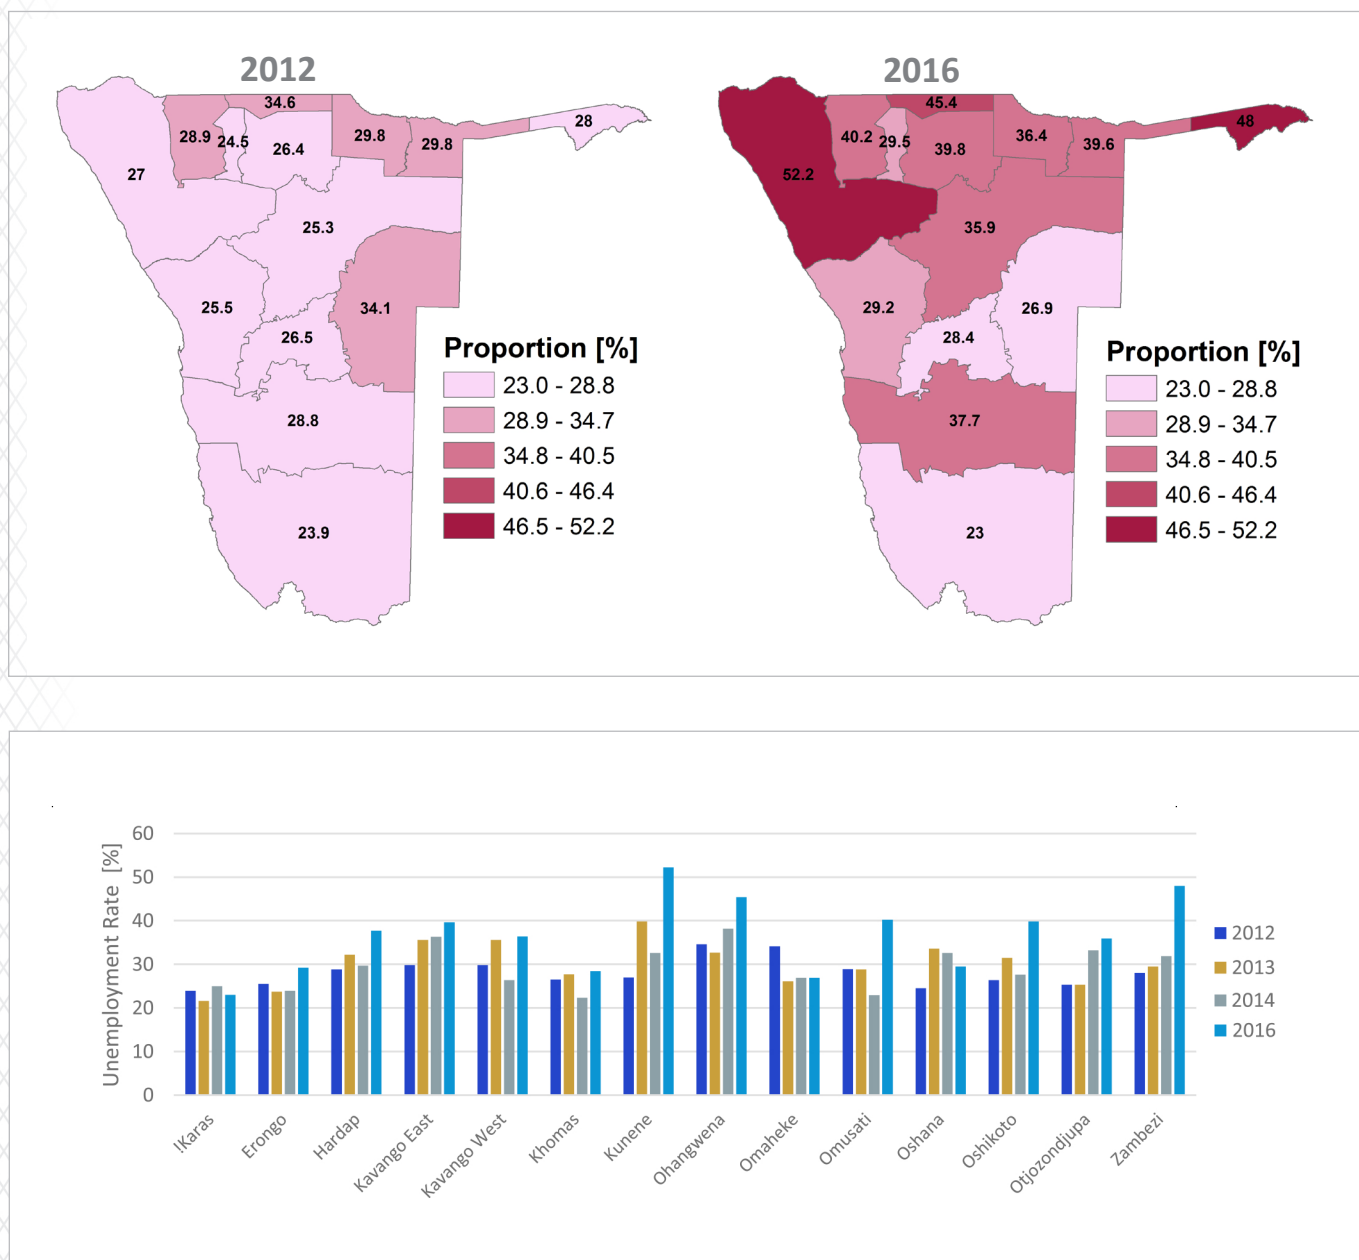 2012
34.6
28.9
24.5
26.4
29.8
29.8
28
27
25.3
25.5
34.1
26.5
28.8
23.9
Proportion [%]
23.0 - 28.8
28.9 - 34.7
34.8 - 40.5
40.6 - 46.4
46.5 - 52.2
2016
45.4
40.2
29.5
39.8
36.4
39.6
48
52.2
35.9
29.2
26.9
28.4
37.7
23
Proportion [%]
23.0 - 28.8
28.9 - 34.7
34.8 - 40.5
40.6 - 46.4
46.5 - 52.2
Unemployment Rate [%]
60
50
40
30
20
10
0
!Karas
Erongo
Hardap
Kavango East
Kavango West
Khomas
Kunene
Ohangwena
Omaheke
Omusati
Oshana
Oshikoto
Otjozondjupa
Zambezi
2012
2013
2014
2016